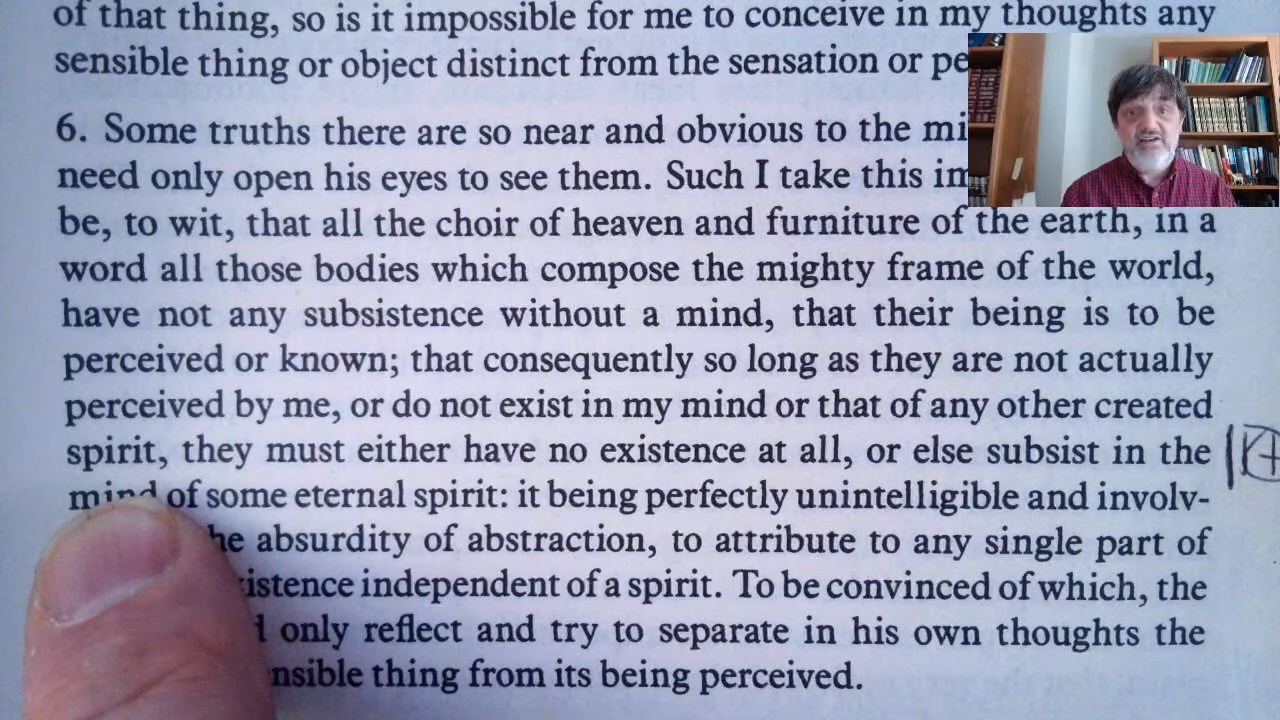 of that thing, so is it impossible for me to conceive in my thoughts any
sensible thing or object distinct from the sensation or
6. Some truths there are so near and obvious to the
need only open his eyes to see them. Such I take this
be, to wit, that all the choir of heaven and furniture of the earth, in a
word all those bodies which compose the mighty frame of the world,
have not any subsistence without a mind, that their being is to be
perceived or known; that consequently so long as they are not actually
perceived by me, or do not exist in my mind or that of any other created
spirit, they must either have no existence at all, or else subsist in the
mind of some eternal spirit: it being perfectly unintelligible and involv-
absurdity of abstraction, to attribute to any single part of
independent of a spirit. To be convinced of which, the
only reflect and try to separate in his own thoughts the
thing from its being perceived.